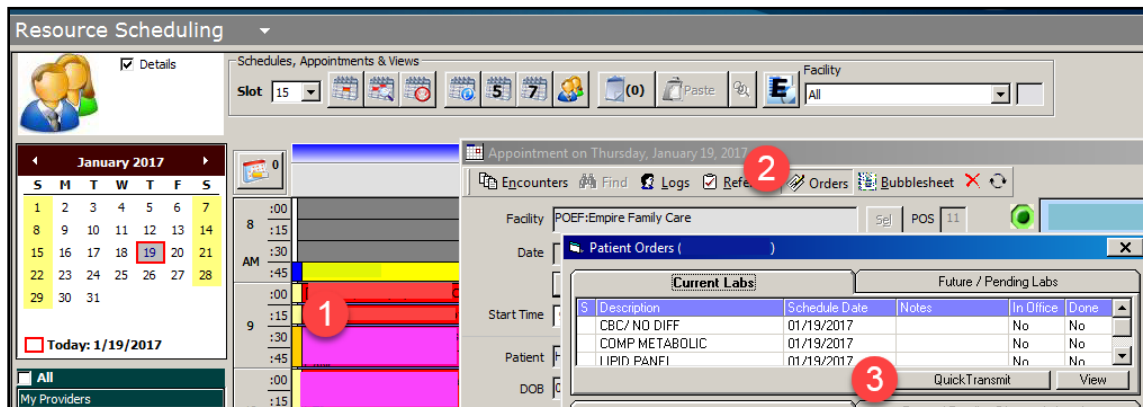 Resource Scheduling
Details
Schedules, Appointments & Views
Slot 15
5
7
(0)
Paste
E
Facility
All
January 2017
S M T W T F S
1 2 3 4 5 6 7
8 9 10 11 12 13 14
15 16 17 18 19 20 21
22 23 24 25 26 27 28
29 30 31
Today: 1/19/2017
All
My Providers
0
8 :00
:15
AM :30
:45
:00
9 :15
:30
:45
:00
:15
1
Appointment on Thursday, January 19, 2017
2
Encounters Find Logs Orders Bubblesheet
Facility POEF:Empire Family Care Sel POS 11
Date
Start Time
Patient H
DOB
Patient Orders ( )
X
Current Labs Future / Pending Labs
S Description Schedule Date Notes In Office Done
CBC/ NO DIFF 01/19/2017 No No
COMP METABOLIC 01/19/2017 No No
LIPID PANEL 01/19/2017 No No
3
QuickTransmit View